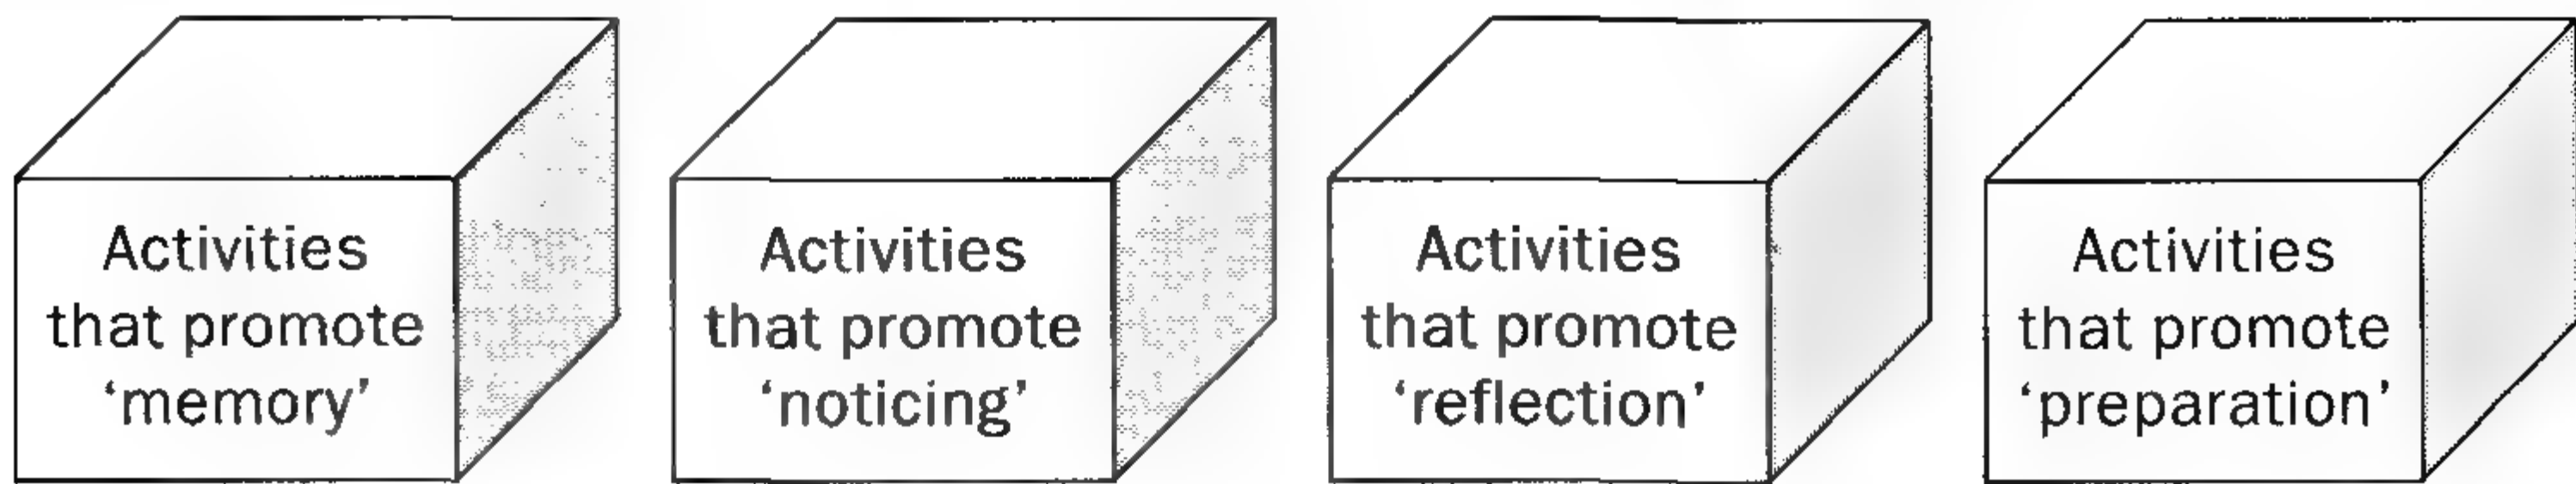 Activities
that promote
‘memory’
Activities
that promote
‘noticing’
Activities
that promote
‘reflection’
Activities
that promote
‘preparation’